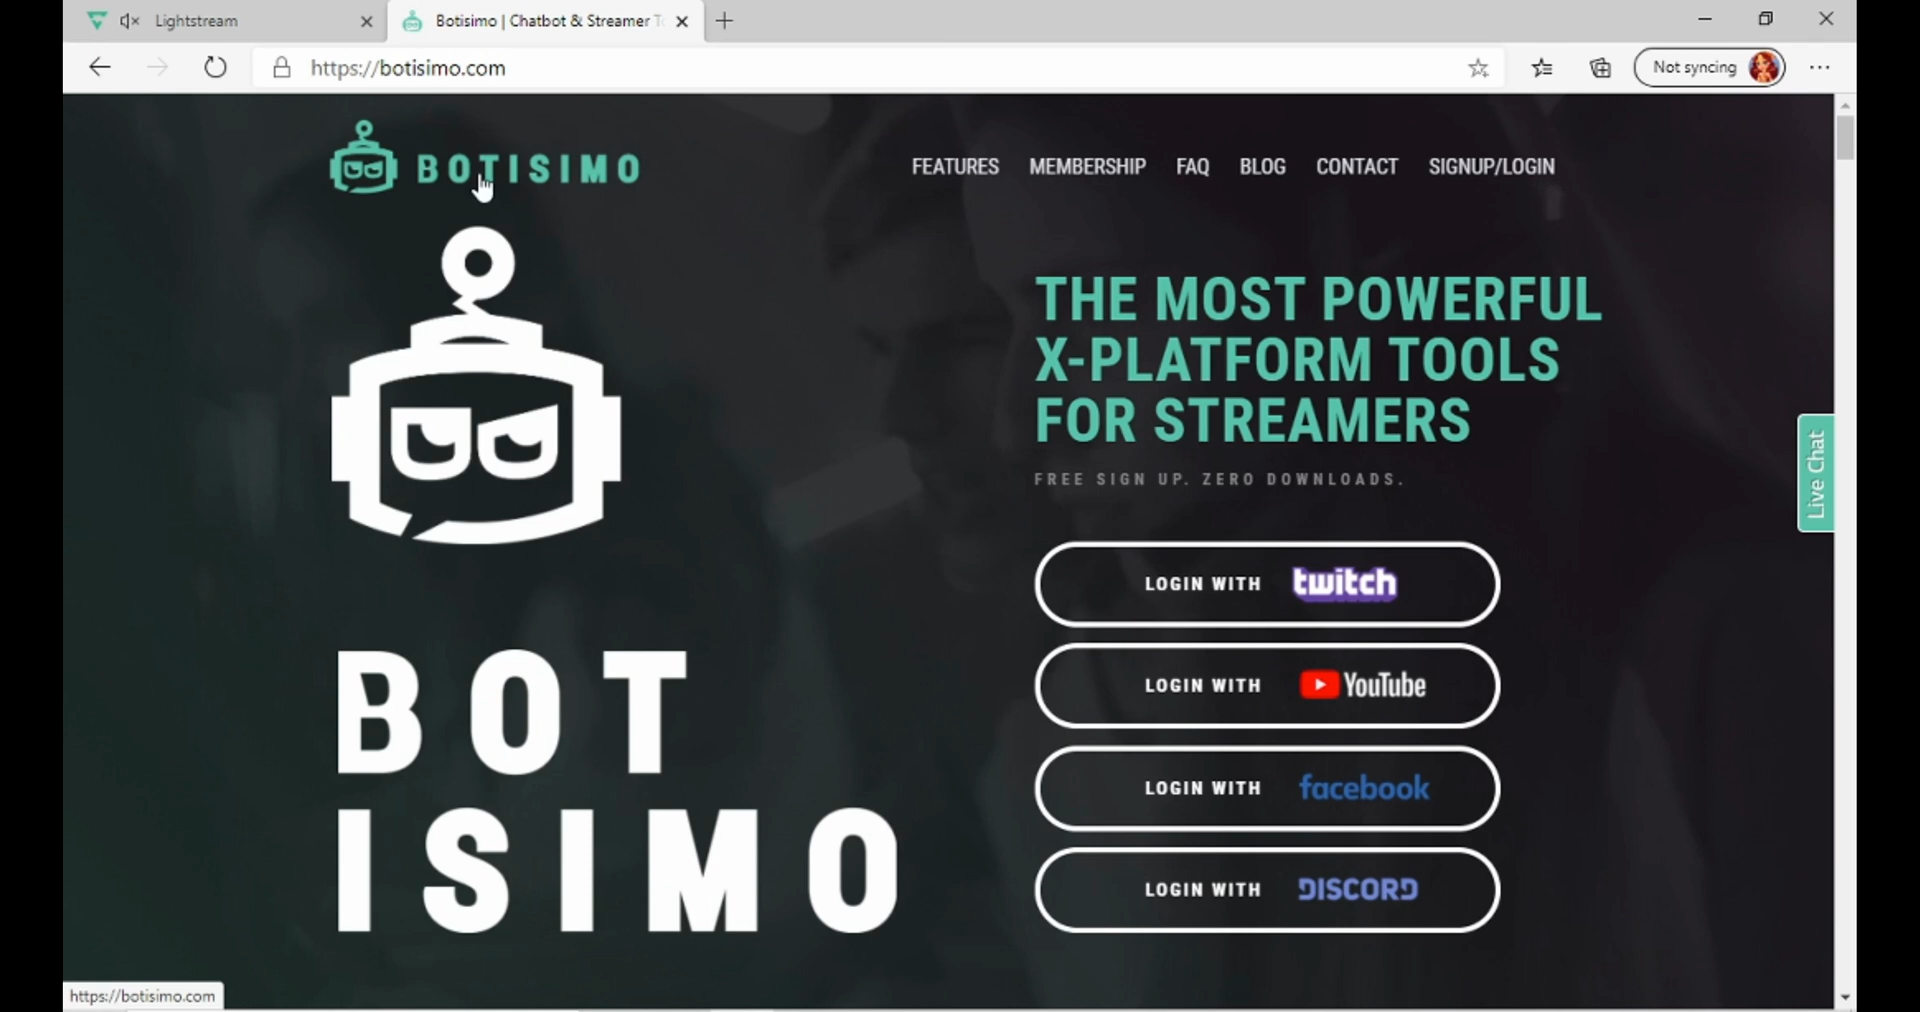 Lightstream
Botisimo | Chatbot & Streamer T
https://botisimo.com
Not syncing
BOTISIMO
FEATURES
MEMBERSHIP
FAQ
BLOG
CONTACT
SIGNUP/LOGIN
THE MOST POWERFUL
X-PLATFORM TOOLS
FOR STREAMERS
FREE SIGN UP. ZERO DOWNLOADS.
LOGIN WITH twitch
LOGIN WITH YouTube
LOGIN WITH facebook
LOGIN WITH DISCORD
Live Chat
BOT
ISIMO
https://botisimo.com